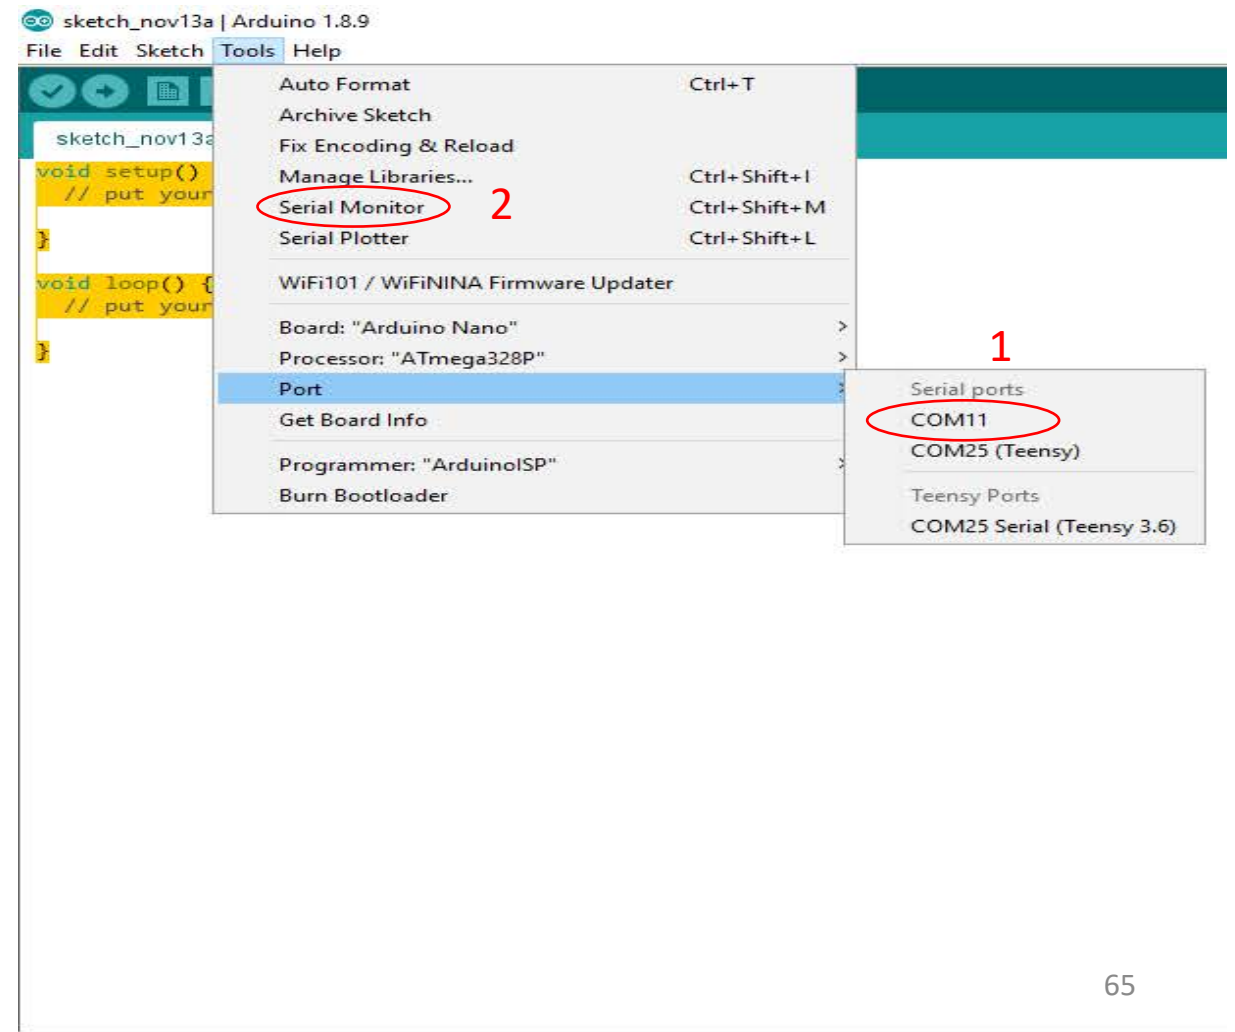 sketch_nov13a | Arduino 1.8.9
File Edit Sketch Tools Help
sketch_nov13a
void setup()
// put your
}
void loop() {
// put your
}
Auto Format Ctrl+T
Archive Sketch
Fix Encoding & Reload
Manage Libraries... Ctrl+Shift+I
Serial Monitor 2 Ctrl+Shift+M
Serial Plotter Ctrl+Shift+L
WiFi101 / WiFiNINA Firmware Updater
Board: "Arduino Nano" >
Processor: "ATmega328P" >
Port >
Get Board Info
Programmer: "ArduinoISP" >
Burn Bootloader
1
Serial ports
COM11
COM25 (Teensy)
Teensy Ports
COM25 Serial (Teensy 3.6)
65